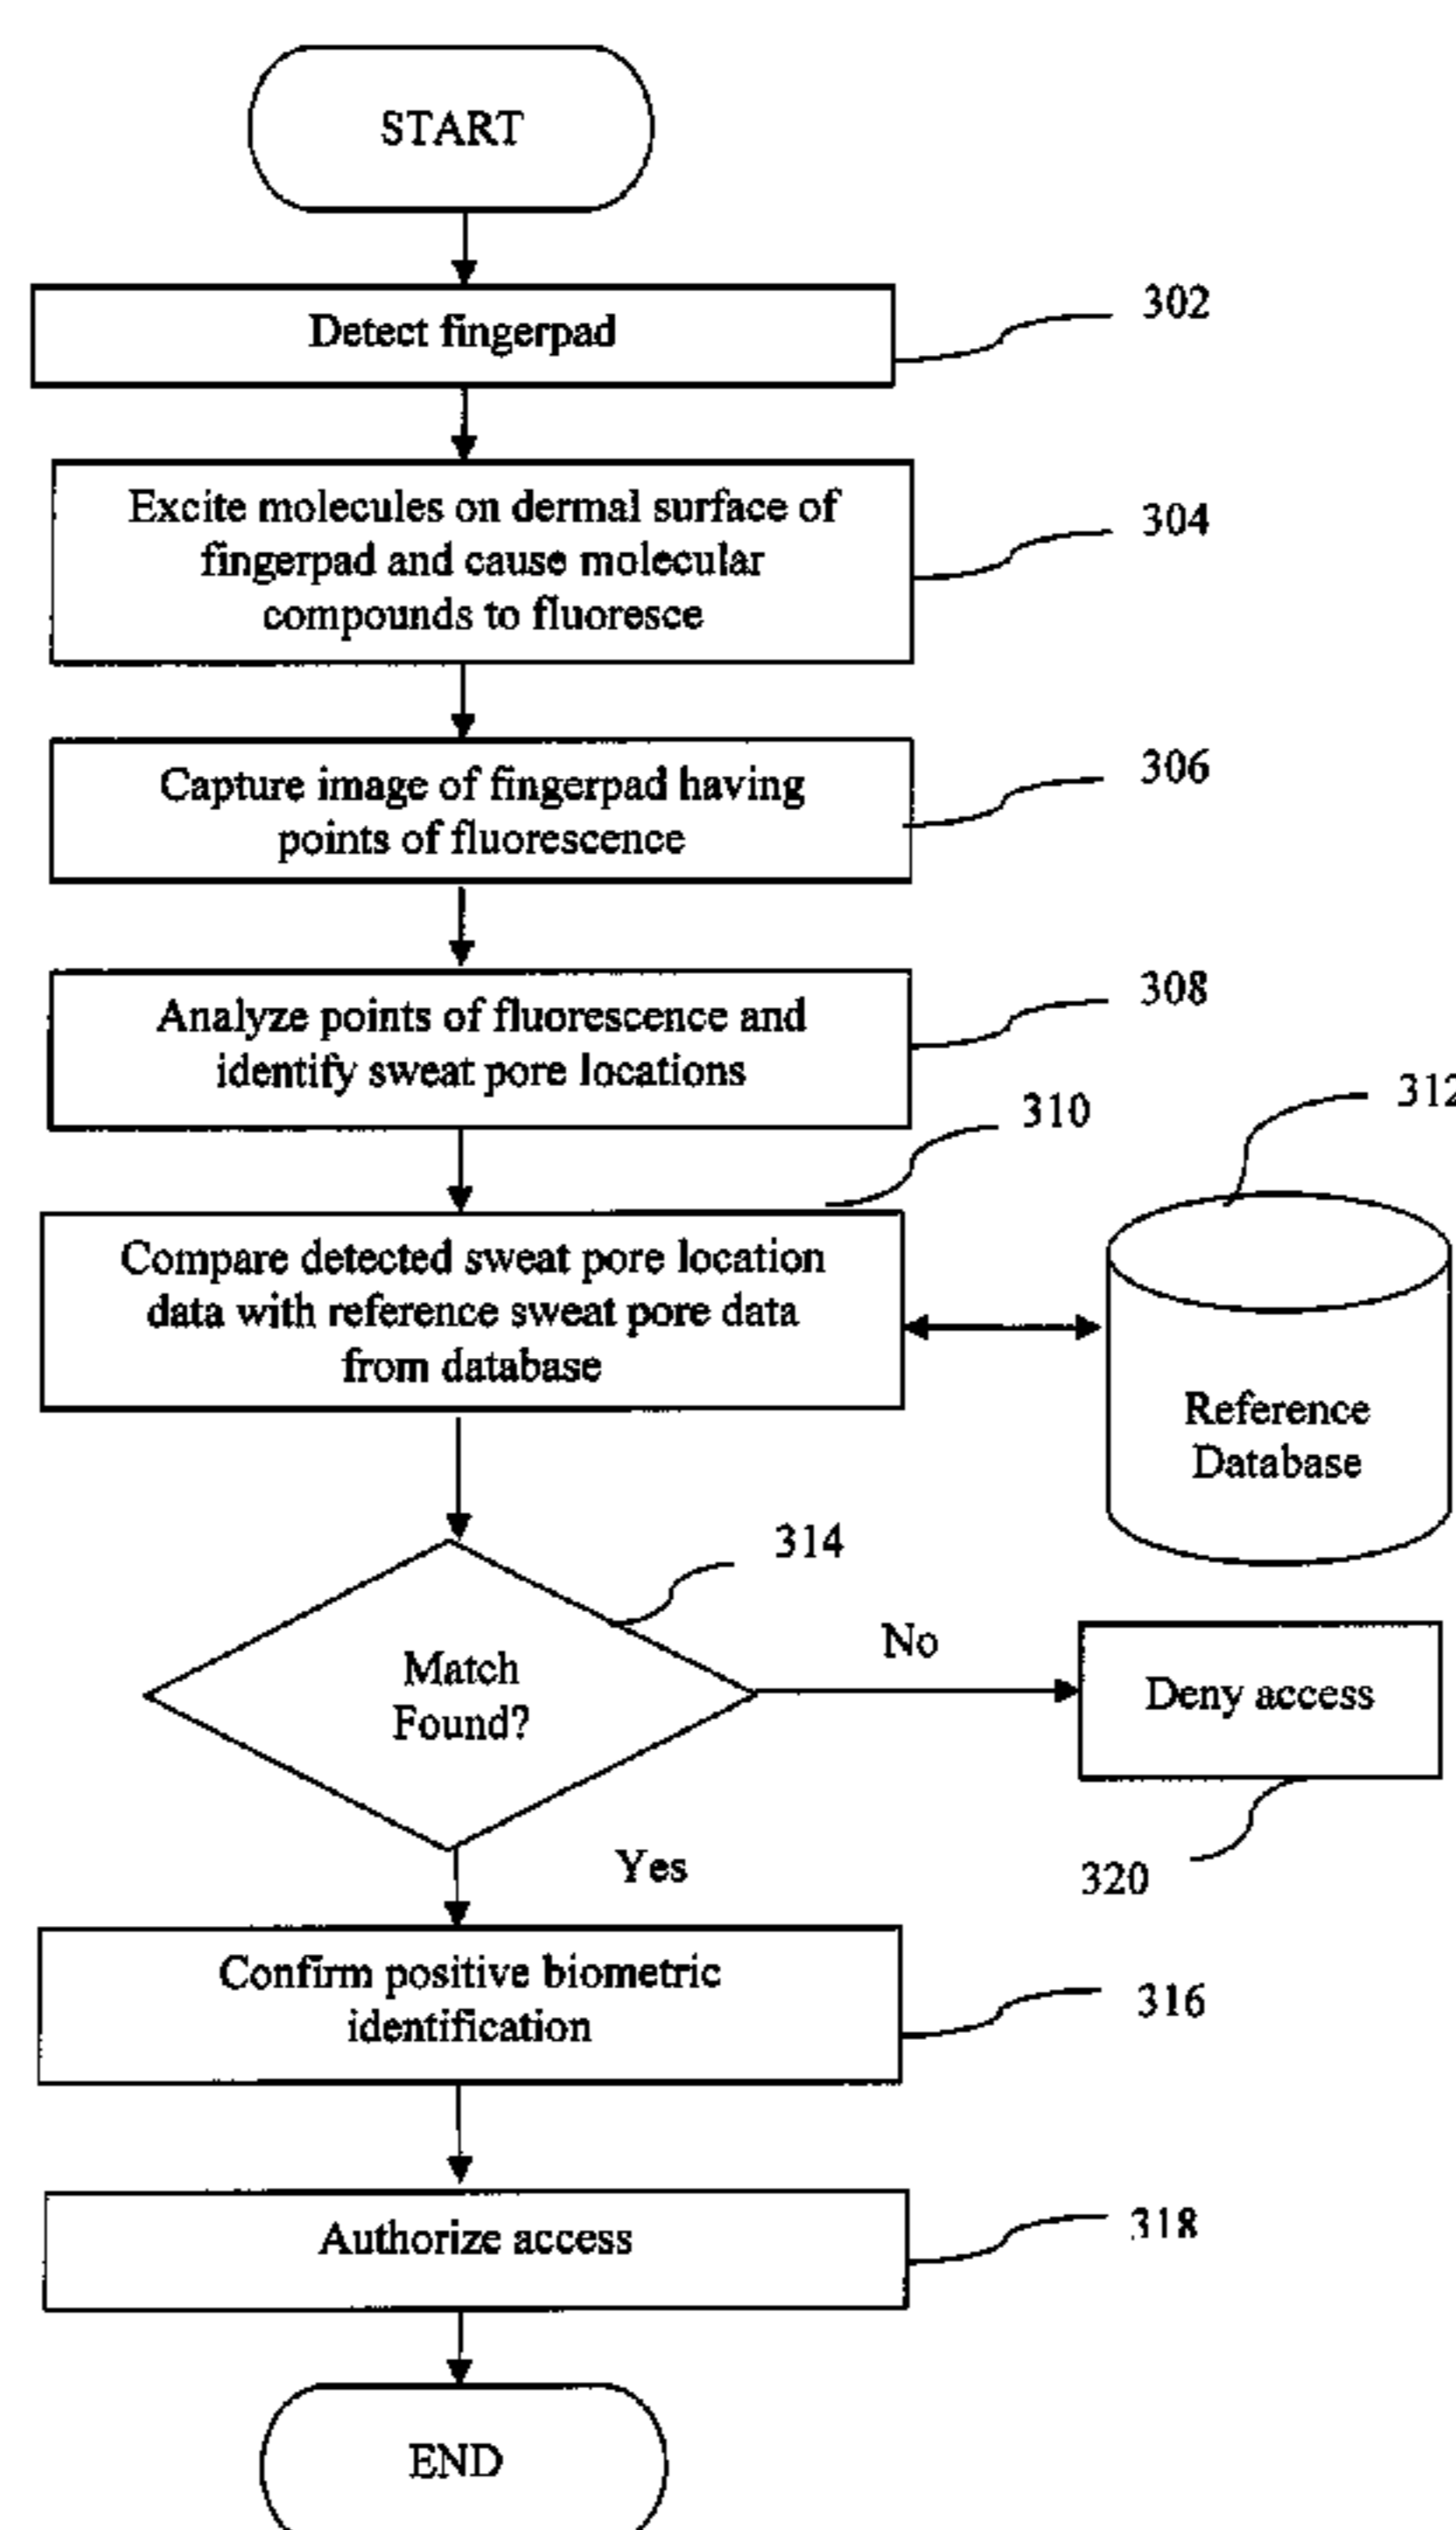 START
Detect fingerpad
302
Excite molecules on dermal surface of
fingerpad and cause molecular
compounds to fluoresce
304
Capture image of fingerpad having
points of fluorescence
306
Analyze points of fluorescence and
identify sweat pore locations
308
310
312
Compare detected sweat pore location
data with reference sweat pore data
from database
Reference
Database
314
Match
Found?
No
Deny access
320
Yes
Confirm positive biometric
identification
316
Authorize access
318
END